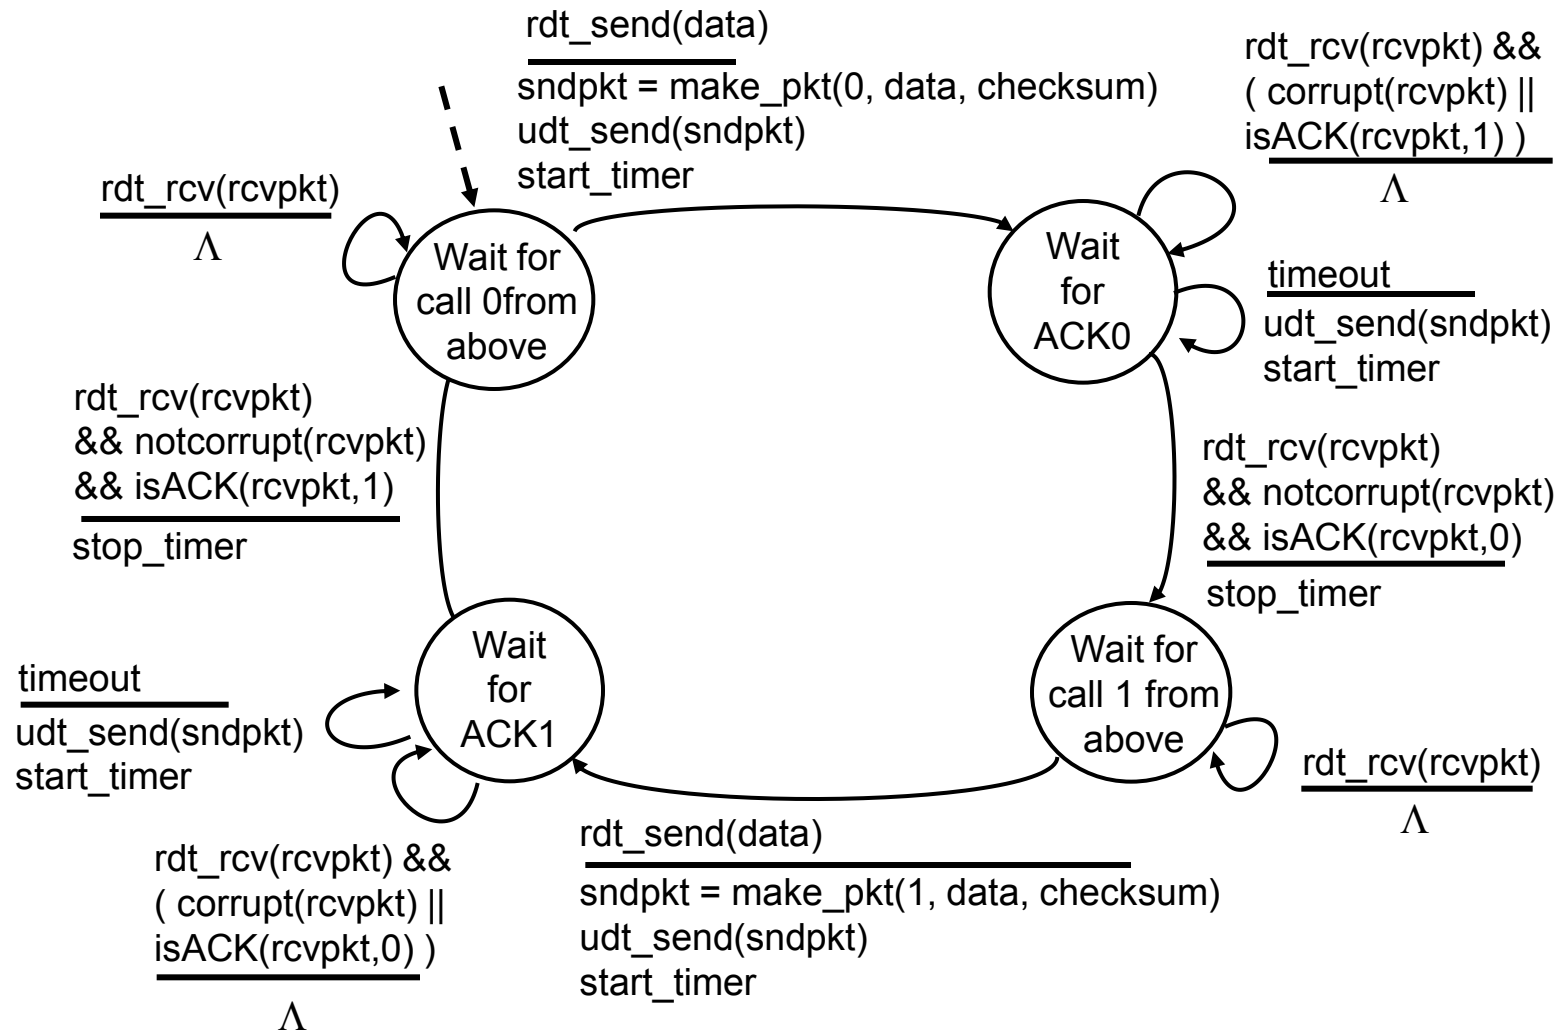 rdt_send(data)
sndpkt = make_pkt(0, data, checksum)
udt_send(sndpkt)
start_timer
rdt_rcv(rcvpkt) &&
( corrupt(rcvpkt) ||
isACK(rcvpkt,1) )
Λ
rdt_rcv(rcvpkt)
Λ
Wait for
call 0from
above
Wait
for
ACK0
timeout
udt_send(sndpkt)
start_timer
rdt_rcv(rcvpkt)
&& notcorrupt(rcvpkt)
&& isACK(rcvpkt,1)
stop_timer
rdt_rcv(rcvpkt)
&& notcorrupt(rcvpkt)
&& isACK(rcvpkt,0)
stop_timer
Wait
for
ACK1
Wait for
call 1 from
above
timeout
udt_send(sndpkt)
start_timer
rdt_rcv(rcvpkt)
Λ
rdt_rcv(rcvpkt) &&
( corrupt(rcvpkt) ||
isACK(rcvpkt,0) )
Λ
rdt_send(data)
sndpkt = make_pkt(1, data, checksum)
udt_send(sndpkt)
start_timer